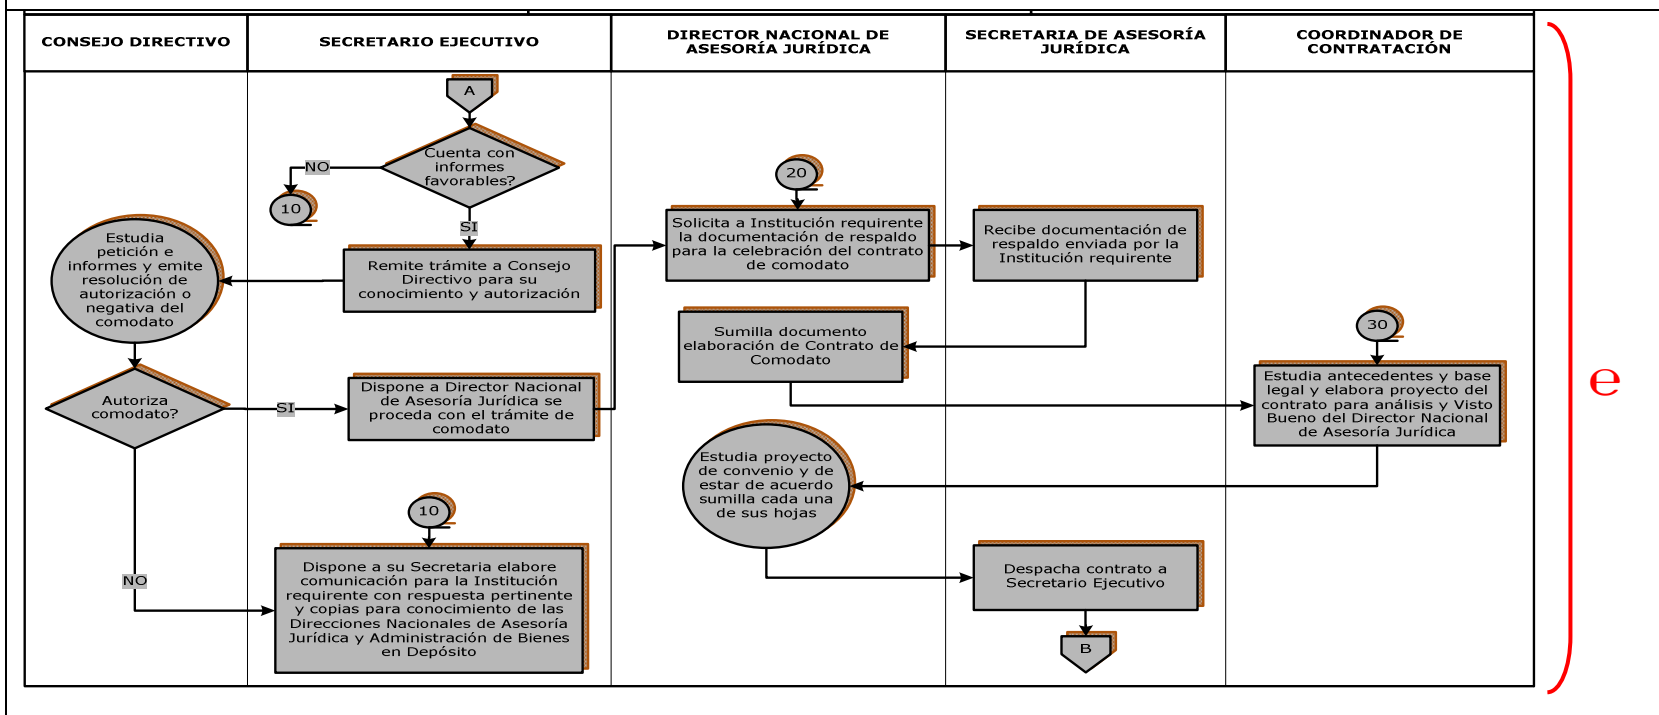 CONSEJO DIRECTIVO
SECRETARIO EJECUTIVO
DIRECTOR NACIONAL DE
ASESORÍA JURÍDICA
SECRETARIA DE ASESORÍA
JURÍDICA
COORDINADOR DE
CONTRATACIÓN
A
Cuenta con
informes
favorables?
NO
10
SI
Remite trámite a Consejo
Directivo para su
conocimiento y autorización
Estudia
petición e
informes y emite
resolución de
autorización o
negativa del
comodato
Autoriza
comodato?
SI
Dispone a Director Nacional
de Asesoría Jurídica se
proceda con el trámite de
comodato
NO
10
Dispone a su Secretaria elabore
comunicación para la Institución
requirente con respuesta pertinente
y copias para conocimiento de las
Direcciones Nacionales de Asesoría
Jurídica y Administración de Bienes
en Depósito
20
Solicita a Institución requirente
la documentación de respaldo
para la celebración del contrato
de comodato
Recibe documentación de
respaldo enviada por la
Institución requirente
Sumilla documento
elaboración de Contrato de
Comodato
30
Estudia antecedentes y base
legal y elabora proyecto del
contrato para análisis y Visto
Bueno del Director Nacional
de Asesoría Jurídica
Estudia proyecto
de convenio y de
estar de acuerdo
sumilla cada una
de sus hojas
Despacha contrato a
Secretario Ejecutivo
B
e